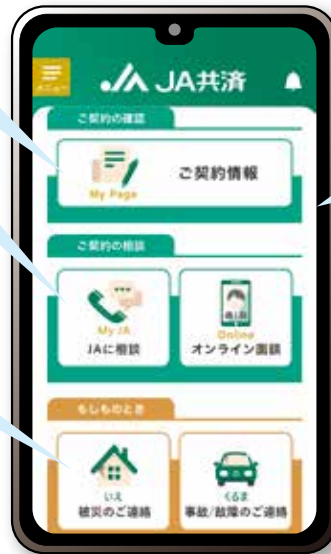 メニュー
JA共済
ご契約の確認
My Page
ご契約情報
ご契約の相談
My JA
JAに相談
Online
オンライン面談
もしものとき
いえ
被災のご連絡
くるま
事故/故障のご連絡